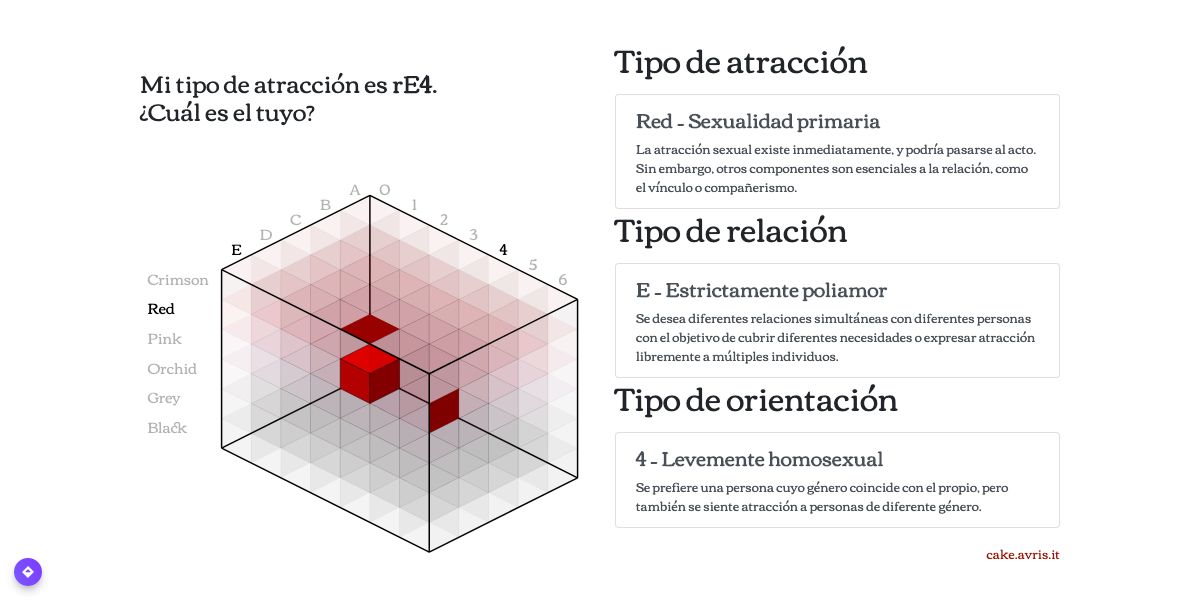 Mi tipo de atracción es rE4.
¿Cuál es el tuyo?
A 0
B 1
C 2
D 3
E 4
5
6
Crimson
Red
Pink
Orchid
Grey
Black
Tipo de atracción
Red - Sexualidad primaria
La atracción sexual existe inmediatamente, y podría pasarse al acto.
Sin embargo, otros componentes son esenciales a la relación, como
el vínculo o compañerismo.
Tipo de relación
E - Estrictamente poliamor
Se desea diferentes relaciones simultáneas con diferentes personas
con el objetivo de cubrir diferentes necesidades o expresar atracción
libremente a múltiples individuos.
Tipo de orientación
4 - Levemente homosexual
Se prefiere una persona cuyo género coincide con el propio, pero
también se siente atracción a personas de diferente género.
cake.avris.it